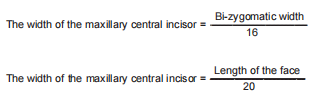 The width of the maxillary central incisor = Bi-zygomatic width / 16
The width of the maxillary central incisor = Length of the face / 20